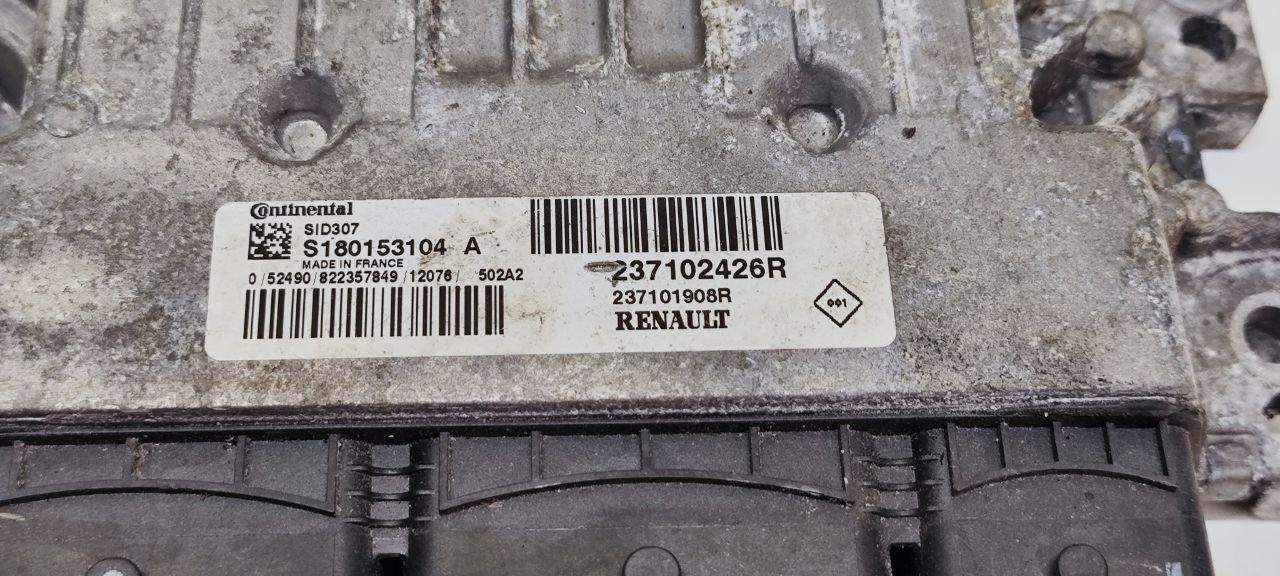 Continental
SID307
S180153104 A
MADE IN FRANCE
0/52490/822357849/12076/ 502A2
237102426R
237101908R
RENAULT
001